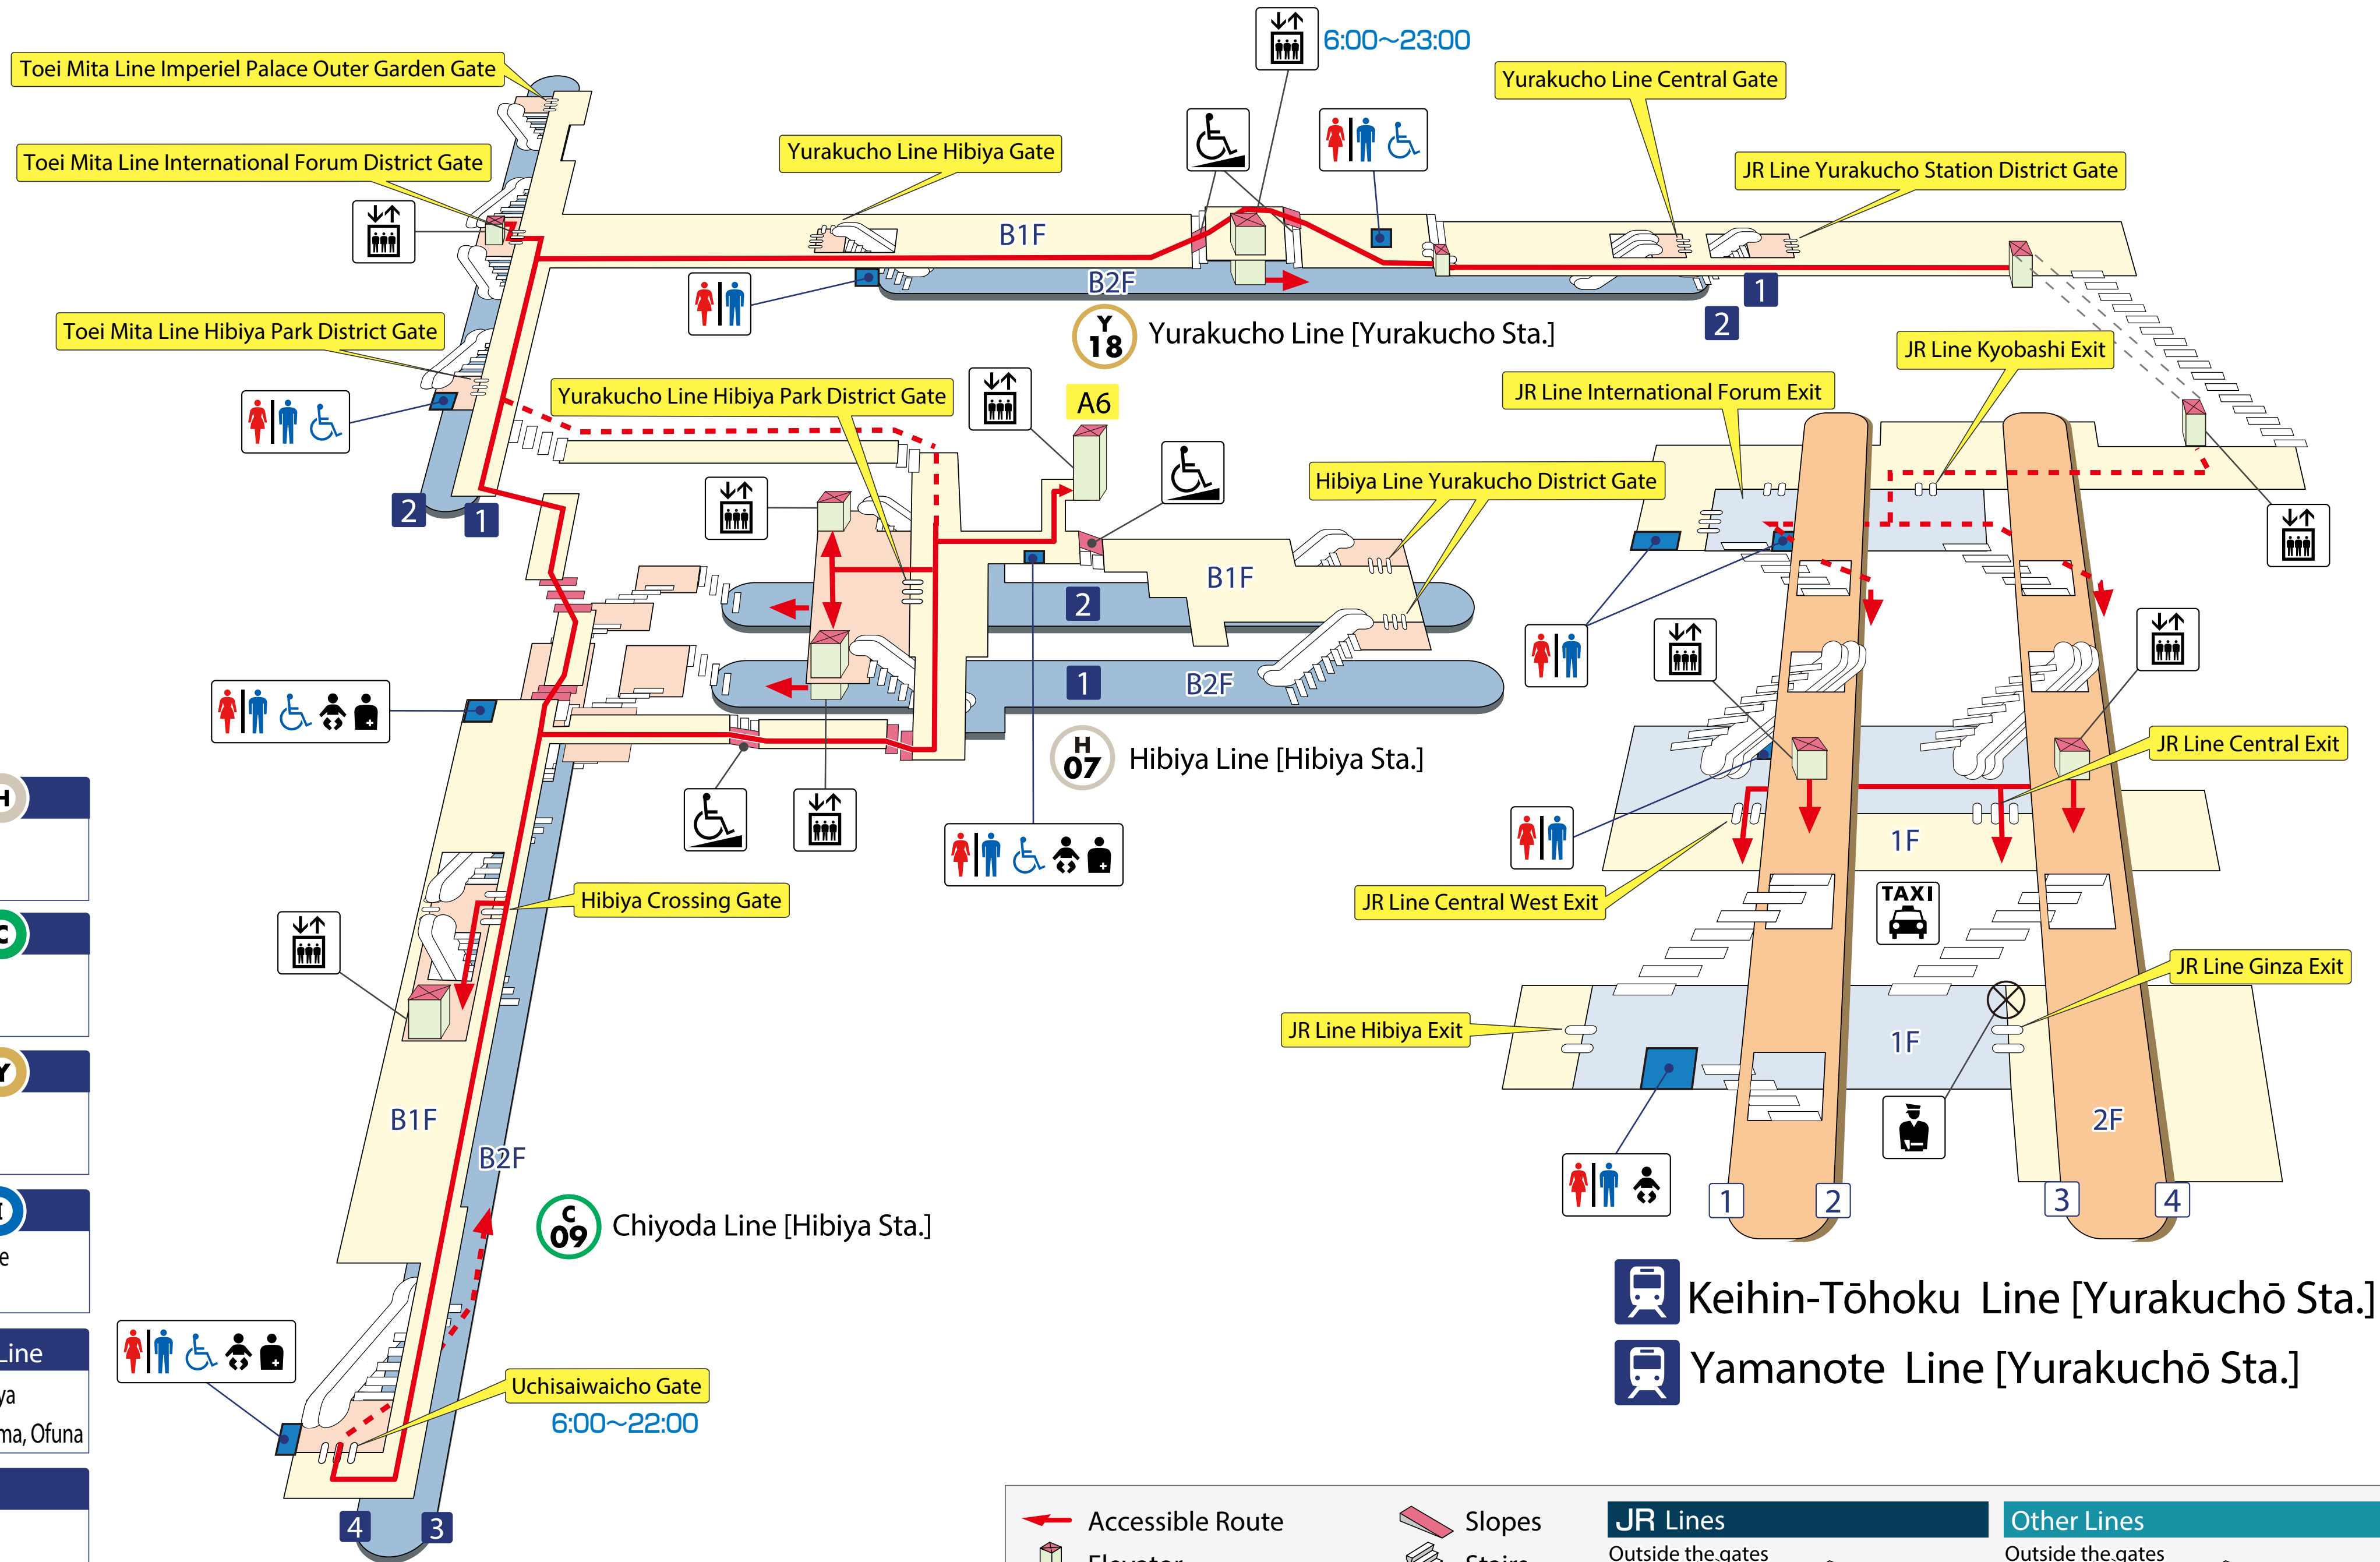 6:00～23:00
Toei Mita Line Imperiel Palace Outer Garden Gate
Yurakucho Line Central Gate
Toei Mita Line International Forum District Gate
Yurakucho Line Hibiya Gate
JR Line Yurakucho Station District Gate
B1F
B2F
1
2
Y
18
Yurakucho Line [Yurakucho Sta.]
Toei Mita Line Hibiya Park District Gate
JR Line Kyobashi Exit
Yurakucho Line Hibiya Park District Gate
A6
JR Line International Forum Exit
Hibiya Line Yurakucho District Gate
2
1
B1F
2
1
B2F
H
07
Hibiya Line [Hibiya Sta.]
JR Line Central Exit
1F
JR Line Central West Exit
TAXI
Hibiya Crossing Gate
JR Line Ginza Exit
JR Line Hibiya Exit
1F
B1F
2F
B2F
C
09
Chiyoda Line [Hibiya Sta.]
1
2
3
4
Keihin-Tōhoku Line [Yurakuchō Sta.]
Yamanote Line [Yurakuchō Sta.]
Uchisaiwaicho Gate
6:00～22:00
4
3
H
C
Y
I
e
Line
ya
ma, Ofuna
Accessible Route
Slopes
JR Lines
Other Lines
Elevator
Stairs
Outside the gates
Outside the gates